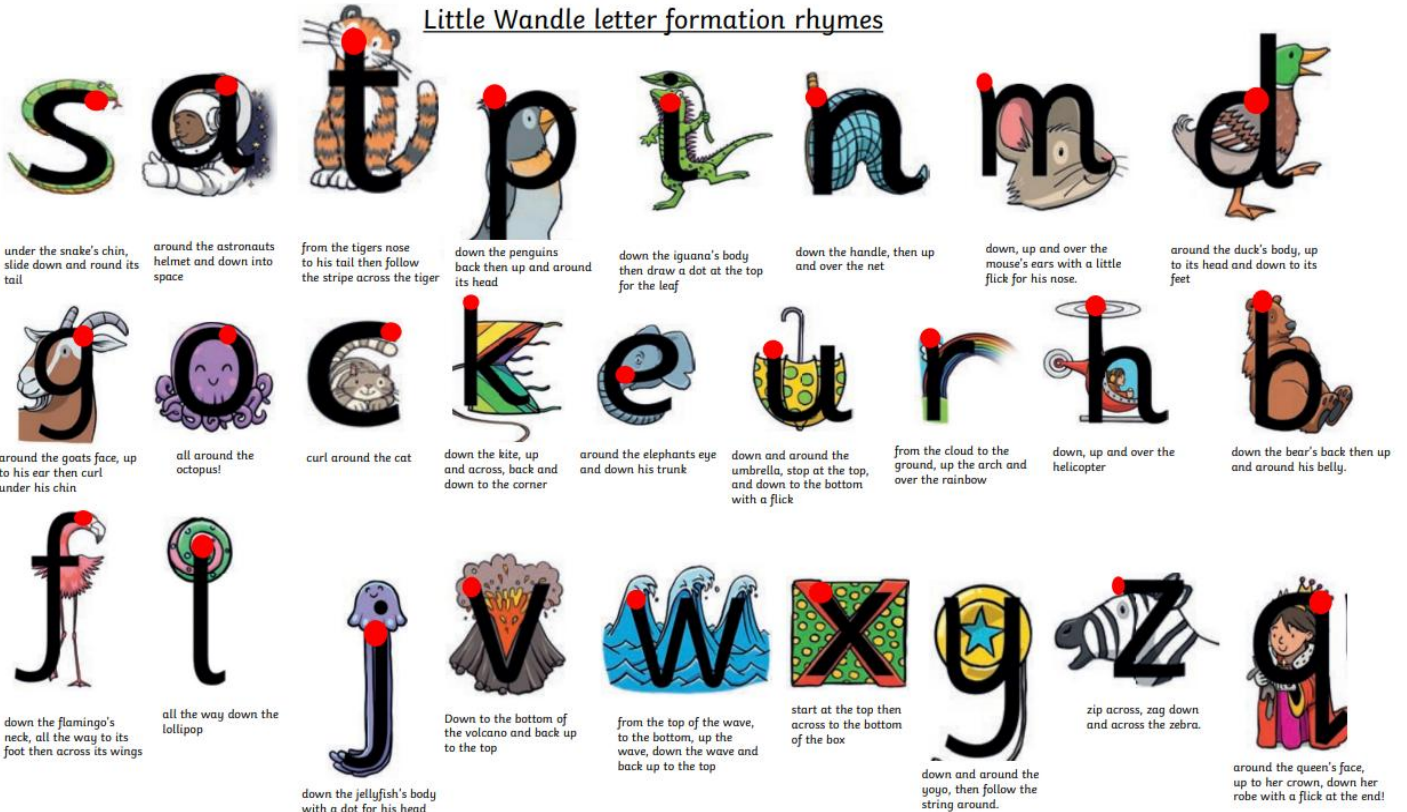 Little Wandle letter formation rhymes
s a t p i n m d
under the snake's chin,
slide down and round its
tail
around the astronauts
helmet and down into
space
from the tigers nose
to his tail then follow
the stripe across the tiger
down the penguins
back then up and around
its head
down the iguana's body
then draw a dot at the top
for the leaf
down the handle, then up
and over the net
down, up and over the
mouse's ears with a little
flick for his nose.
around the duck's body, up
to its head and down to its
feet
g o c k e u r h b
around the goats face, up
to his ear then curl
under his chin
all around the
octopus!
curl around the cat
down the kite, up
and across, back and
down to the corner
around the elephants eye
and down his trunk
down and around the
umbrella, stop at the top,
and down to the bottom
with a flick
from the cloud to the
ground, up the arch and
over the rainbow
down, up and over the
helicopter
down the bear's back then up
and around his belly.
f l j v w x y z q
down the flamingo's
neck, all the way to its
foot then across its wings
all the way down the
lollipop
down the jellyfish's body
with a dot for his head
Down to the bottom of
the volcano and back up
to the top
from the top of the wave,
to the bottom, up the
wave, down the wave and
back up to the top
start at the top then
across to the bottom
of the box
down and around the
yoyo, then follow the
string around.
zip across, zag down
and across the zebra.
around the queen's face,
up to her crown, down her
robe with a flick at the end!